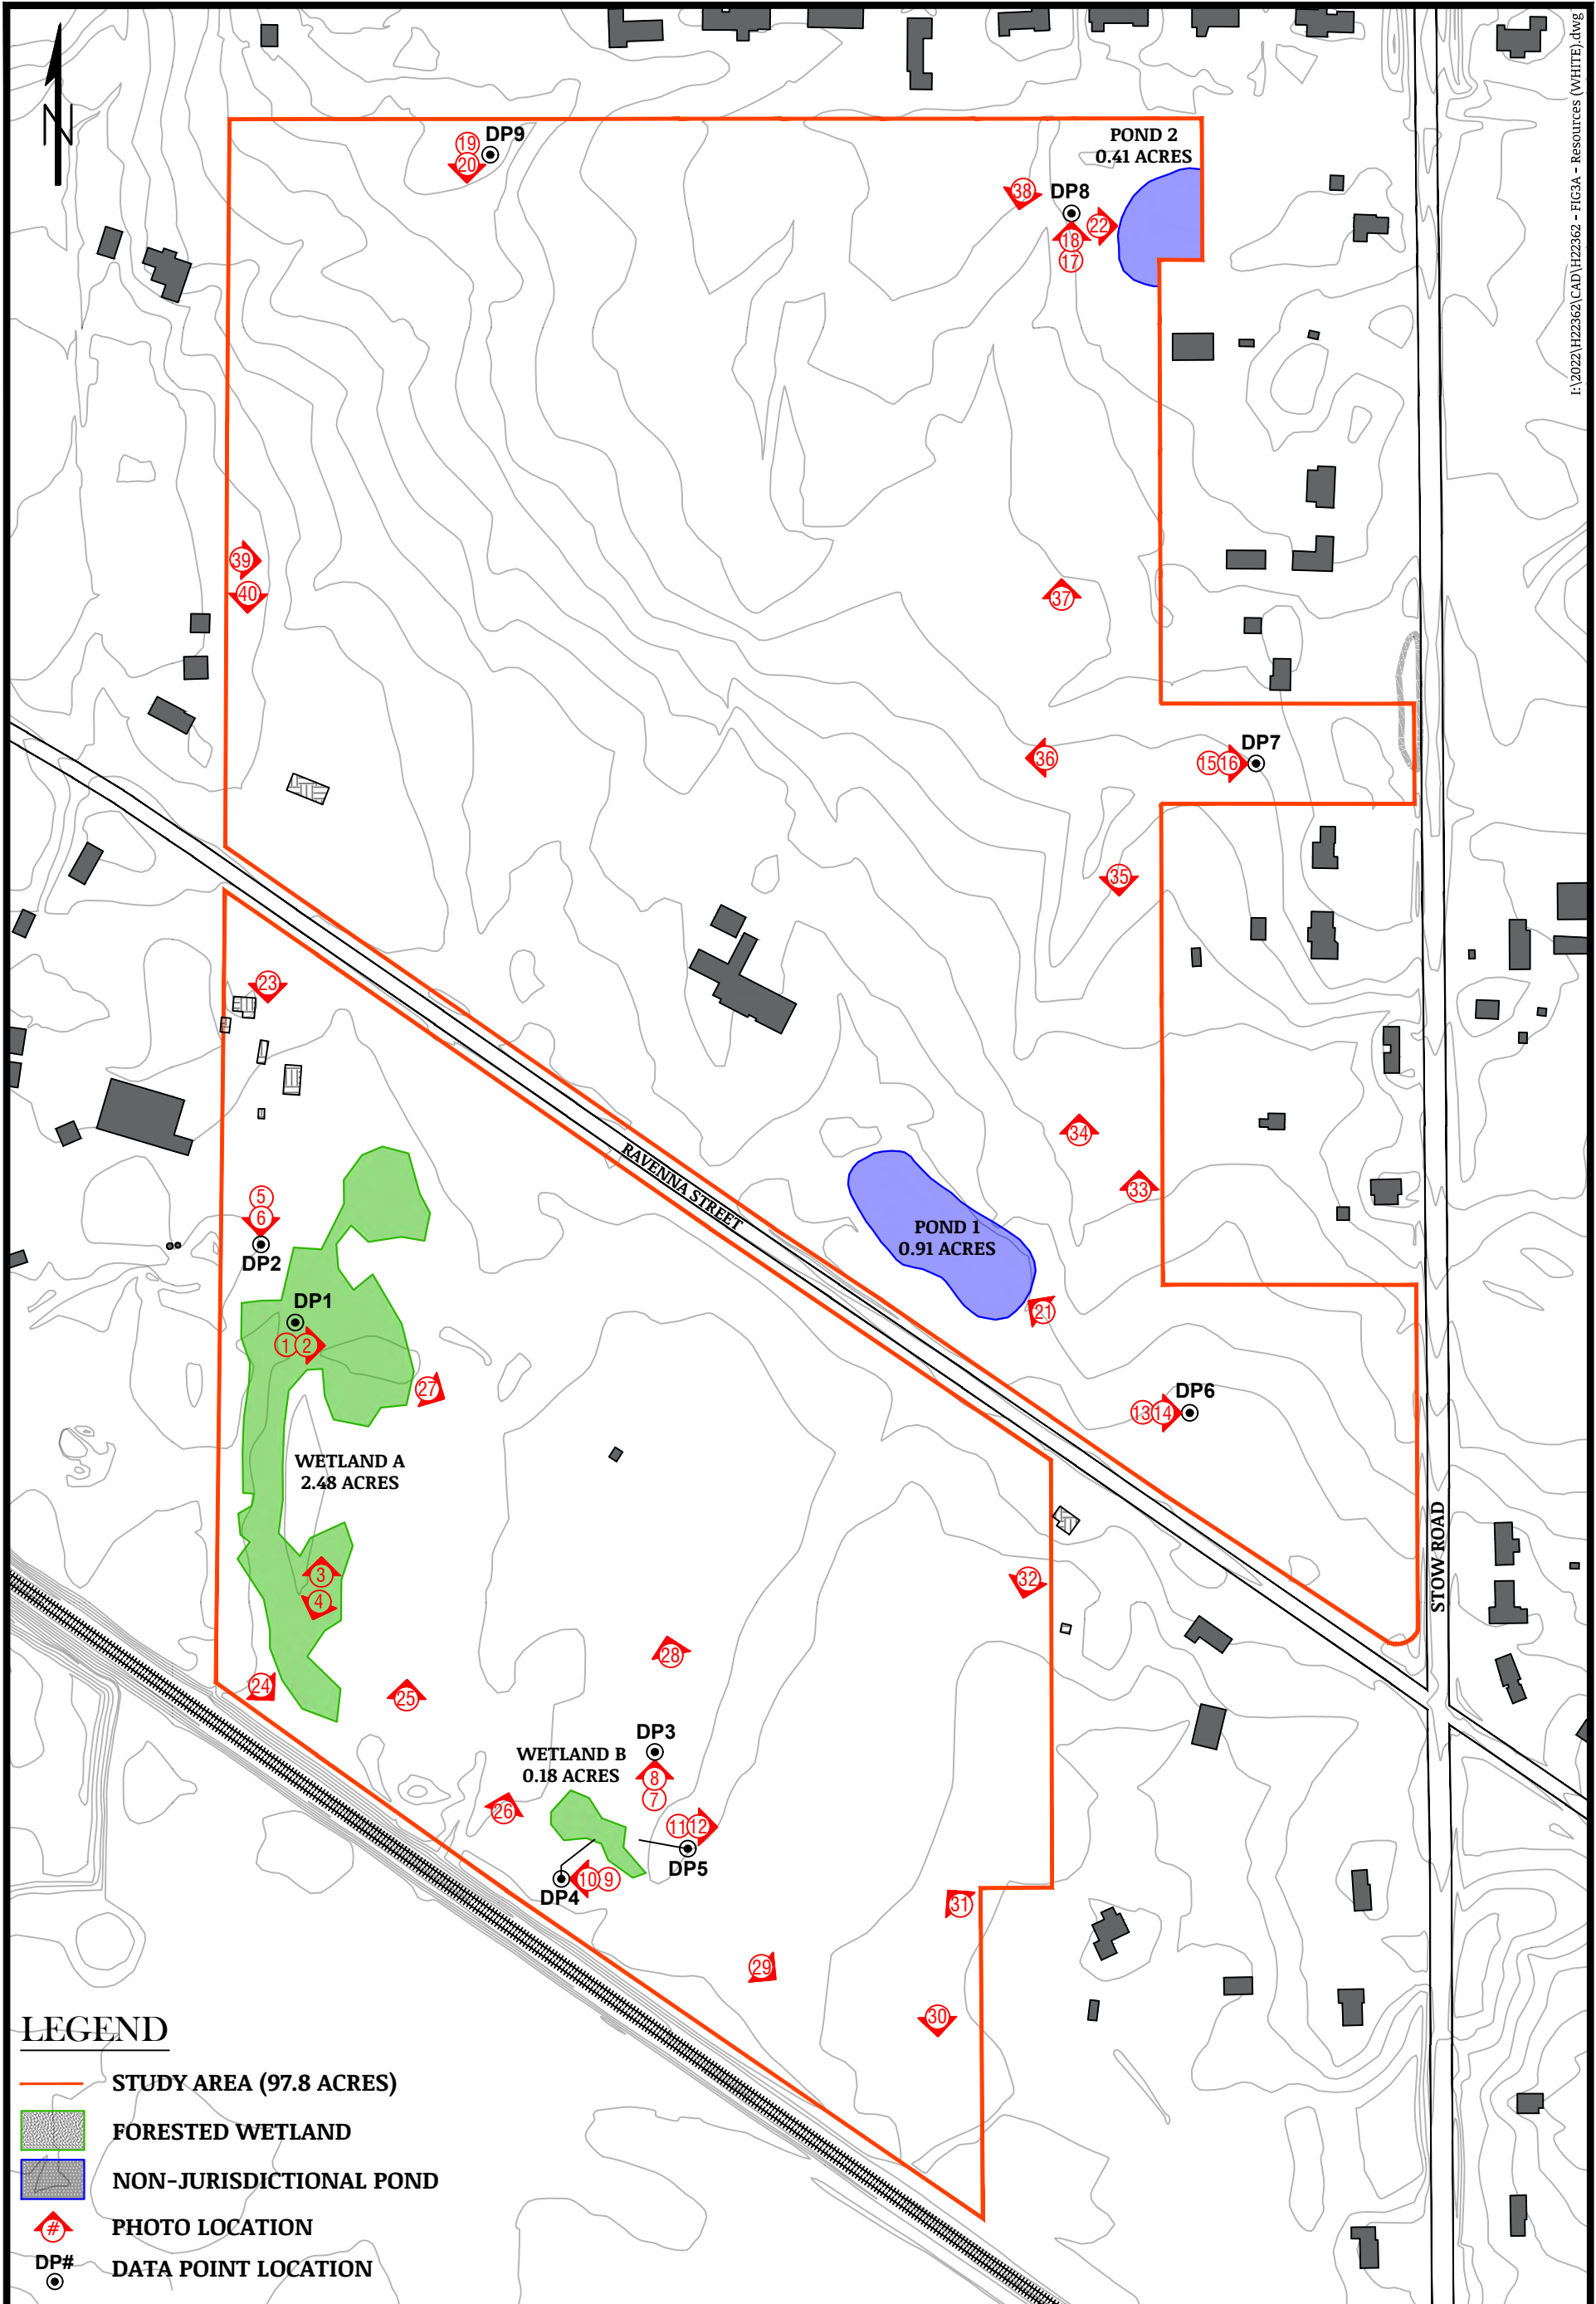 I:\2022\H22362\CAD\H22362 - FIG3A - Resources (WHITE).dwg
N
POND 2
0.41 ACRES
19
DP9
20
38
DP8
22
18
17
39
40
37
36
15 16
DP7
35
23
RAVENNA STREET
34
33
5
6
DP2
POND 1
0.91 ACRES
DP1
1 2
21
27
DP6
13 14
WETLAND A
2.48 ACRES
STOW ROAD
3
4
32
28
24
25
DP3
WETLAND B
0.18 ACRES
8
7
26
11 12
DP5
10 9
DP4
31
29
30
LEGEND
STUDY AREA (97.8 ACRES)
FORESTED WETLAND
NON-JURISDICTIONAL POND
# PHOTO LOCATION
DP# DATA POINT LOCATION